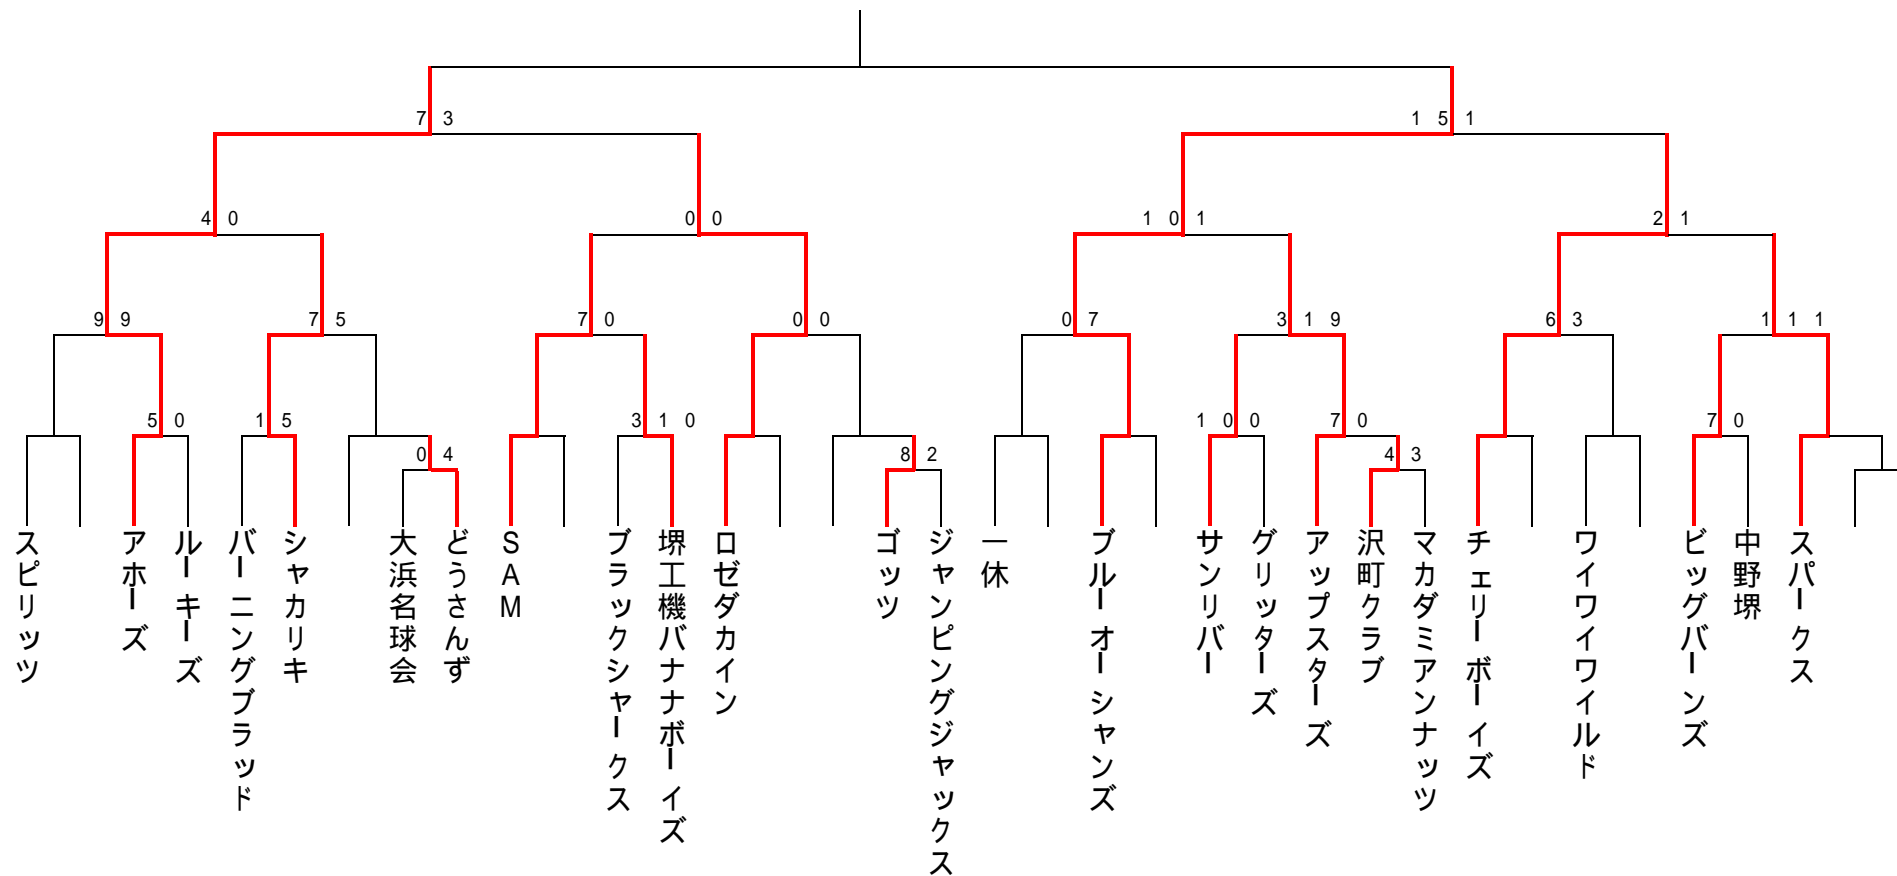 7 3
1 5 1
4 0
0 0
1 0 1
2 1
9 9
7 5
7 0
0 0
0 7
3 1 9
6 3
1 1 1
5 0
1 5
3 1 0
1 0 0
7 0
7 0
0 4
8 2
4 3
スピリッツ
アホーズ
ルーキーズ
バーニングブラッド
シャカリキ
大浜名球会
どうさんず
SAM
ブラックシャークス
堺工機バナナボーイズ
ロゼダカイン
ゴッツ
ジャンピングジャックス
一休
ブルーオーシャンズ
サンリバー
グリッターズ
アップスターズ
沢町クラブ
マカダミアンナッツ
チェリーボーイズ
ワイワイワイルド
ビッグバーンズ
中野堺
スパークス